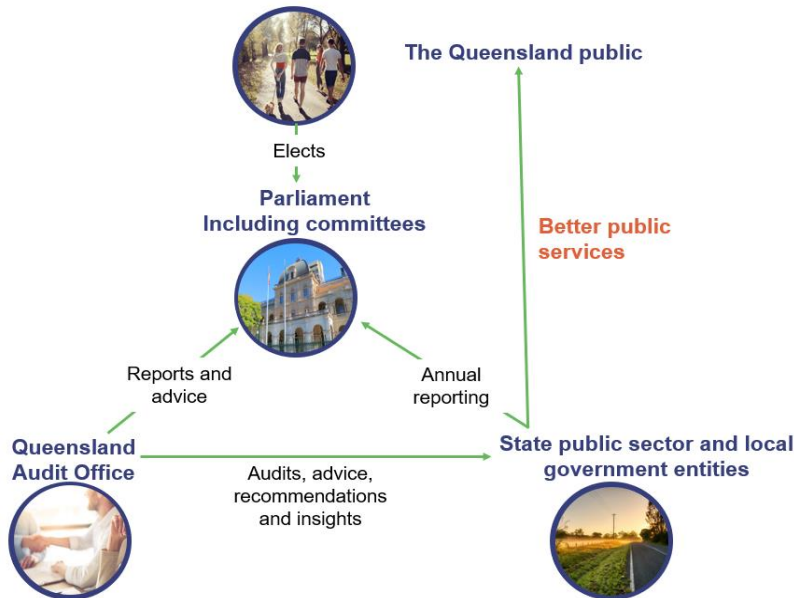 The Queensland public
Elects
Parliament
Including committees
Better public
services
Reports and
advice
Annual
reporting
Queensland
Audit Office
State public sector and local
government entities
Audits, advice,
recommendations
and insights